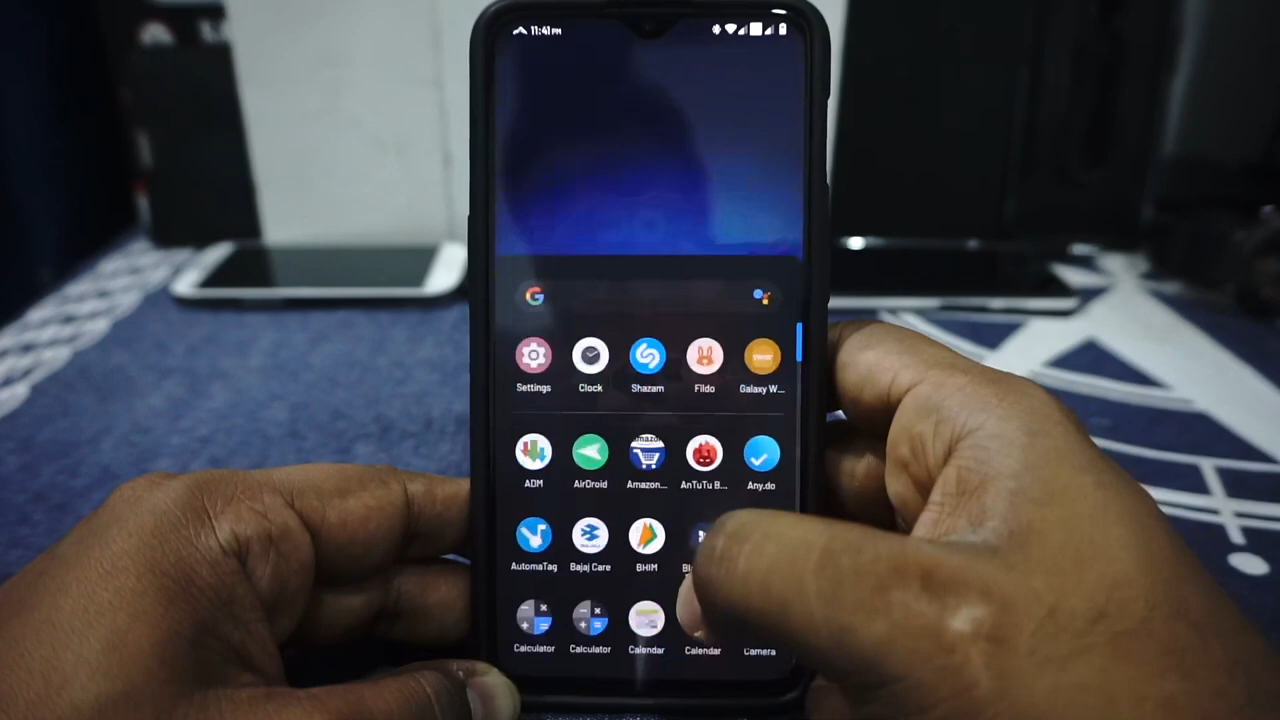 11:41 PM
G
Settings Clock Shazam Fildo Galaxy W...
amazon
ADM AirDroid Amazon... AnTuTu B... Any.do
AutomaTag Bajaj Care BHIM
Calculator Calculator Calendar Calendar Camera